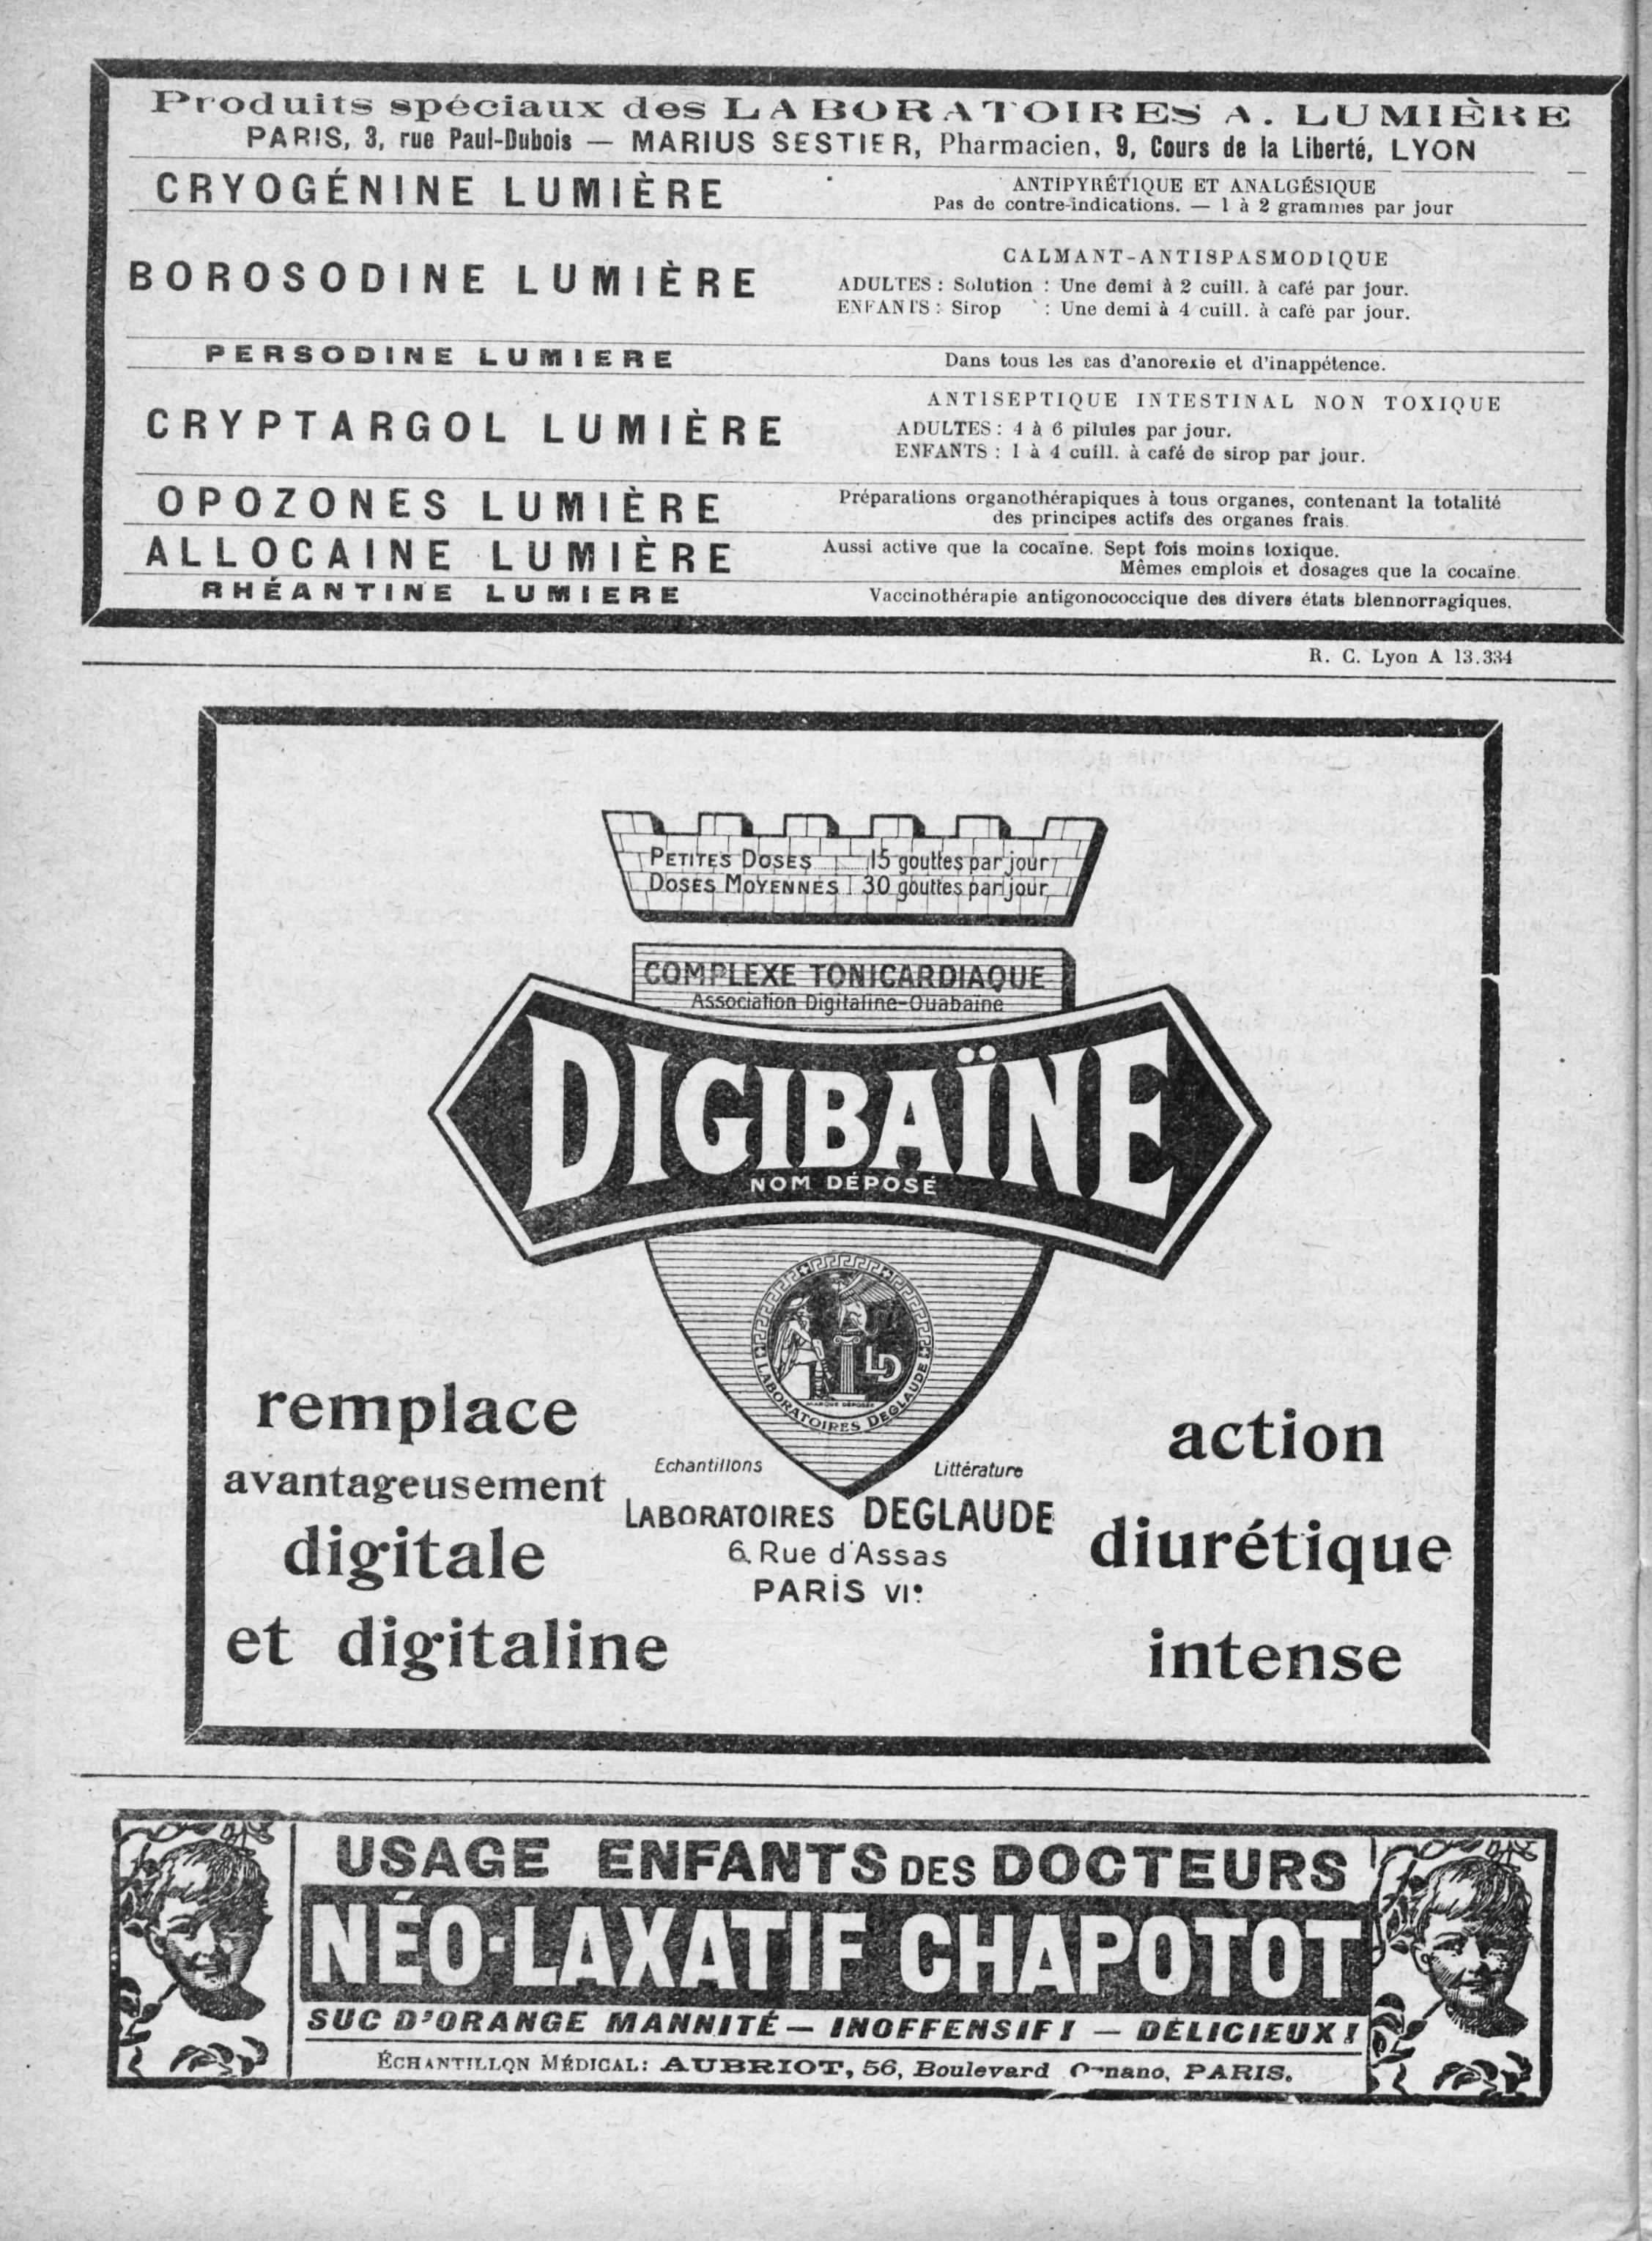 Produits spéciaux des LABORATOIRES A. LUMIÈRE
PARIS, 3, rue Paul-Dubois — MARIUS SESTIER, Pharmacien, 9, Cours de la Liberté, LYON
CRYOGÉNINE LUMIÈRE
ANTIPYRÉTIQUE ET ANALGÉSIQUE
Pas de contre-indications. — 1 à 2 grammes par jour
BOROSODINE LUMIÈRE
CALMANT-ANTISPASMODIQUE
ADULTES : Solution : Une demi à 2 cuill. à café par jour.
ENFANTS : Sirop : Une demi à 4 cuill. à café par jour.
PERSODINE LUMIERE
Dans tous les cas d'anorexie et d'inappétence.
CRYPTARGOL LUMIÈRE
ANTISEPTIQUE INTESTINAL NON TOXIQUE
ADULTES : 4 à 6 pilules par jour.
ENFANTS : 1 à 4 cuill. à café de sirop par jour.
OPOZONES LUMIÈRE
Préparations organothérapiques à tous organes, contenant la totalité
des principes actifs des organes frais.
ALLOCAINE LUMIÈRE
Aussi active que la cocaïne. Sept fois moins toxique.
Mêmes emplois et dosages que la cocaïne.
RHÉANTINE LUMIERE
Vaccinothérapie antigonococcique des divers états blennorragiques.
R. C. Lyon A 13.334
PETITES DOSES 15 gouttes par jour
DOSES MOYENNES 30 gouttes par jour
COMPLEXE TONICARDIAQUE
Association Digitaline-Ouabaïne
DIGIBAÏNE
NOM DÉPOSÉ
LD
MARQUE DÉPOSÉE
LABORATOIRES DEGLAUDE
Echantillons Littérature
LABORATOIRES DEGLAUDE
6, Rue d'Assas
PARIS VIe
remplace
avantageusement
digitale
et digitaline
action
diurétique
intense
USAGE ENFANTS DES DOCTEURS
NÉO-LAXATIF CHAPOTOT
SUC D'ORANGE MANNITÉ — INOFFENSIF ! — DÉLICIEUX !
ÉCHANTILLON MÉDICAL: AUBRIOT, 56, Boulevard Ornano, PARIS.